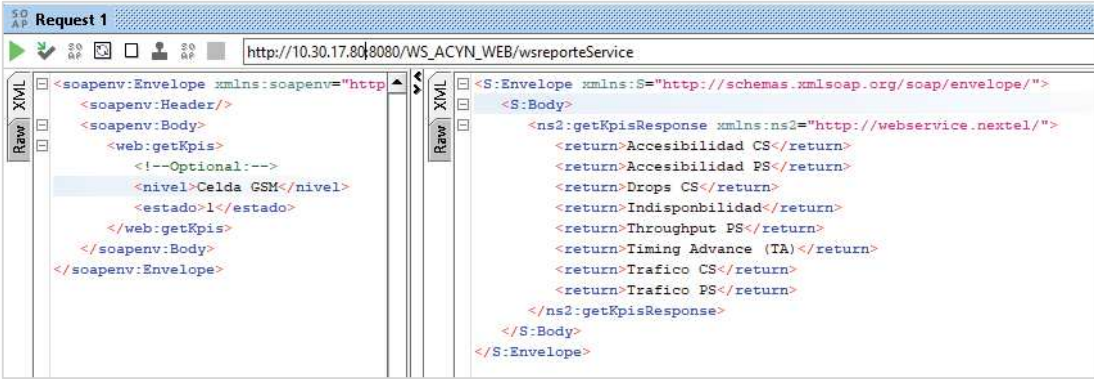 SOAP Request 1
SOAP SOAP http://10.30.17.80:8080/WS_ACYN_WEB/wsreporteService
XML
Raw
<soapenv:Envelope xmlns:soapenv="http
<soapenv:Header/>
<soapenv:Body>
<web:getKpis>
<!--Optional:-->
<nivel>Celda GSM</nivel>
<estado>1</estado>
</web:getKpis>
</soapenv:Body>
</soapenv:Envelope>
XML
Raw
<S:Envelope xmlns:S="http://schemas.xmlsoap.org/soap/envelope/">
<S:Body>
<ns2:getKpisResponse xmlns:ns2="http://webservice.nextel/">
<return>Accesibilidad CS</return>
<return>Accesibilidad PS</return>
<return>Drops CS</return>
<return>Indisponbilidad</return>
<return>Throughput PS</return>
<return>Timing Advance (TA)</return>
<return>Trafico CS</return>
<return>Trafico PS</return>
</ns2:getKpisResponse>
</S:Body>
</S:Envelope>